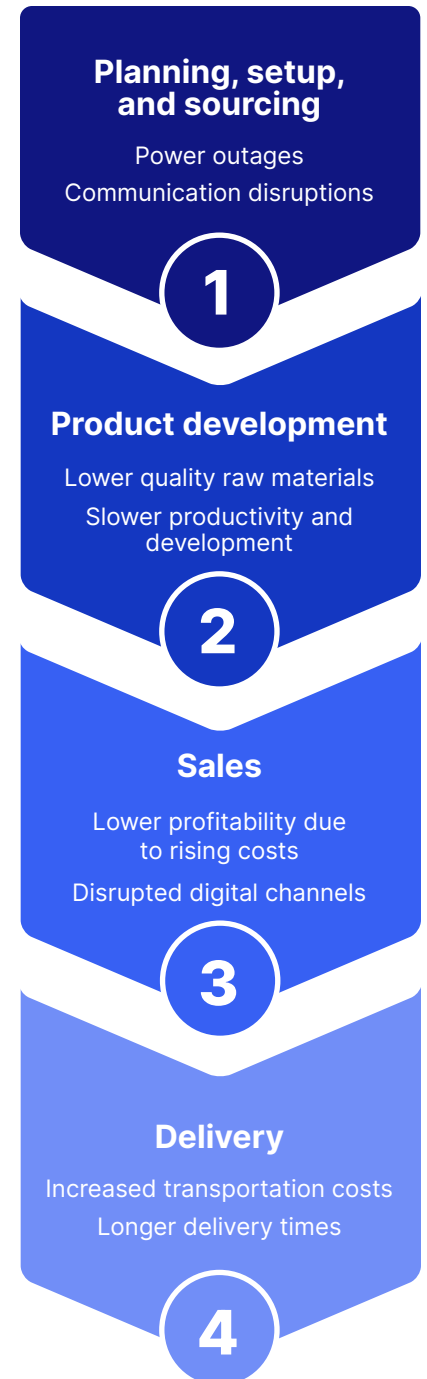 Planning, setup,
and sourcing
Power outages
Communication disruptions
1
Product development
Lower quality raw materials
Slower productivity and
development
2
Sales
Lower profitability due
to rising costs
Disrupted digital channels
3
Delivery
Increased transportation costs
Longer delivery times
4